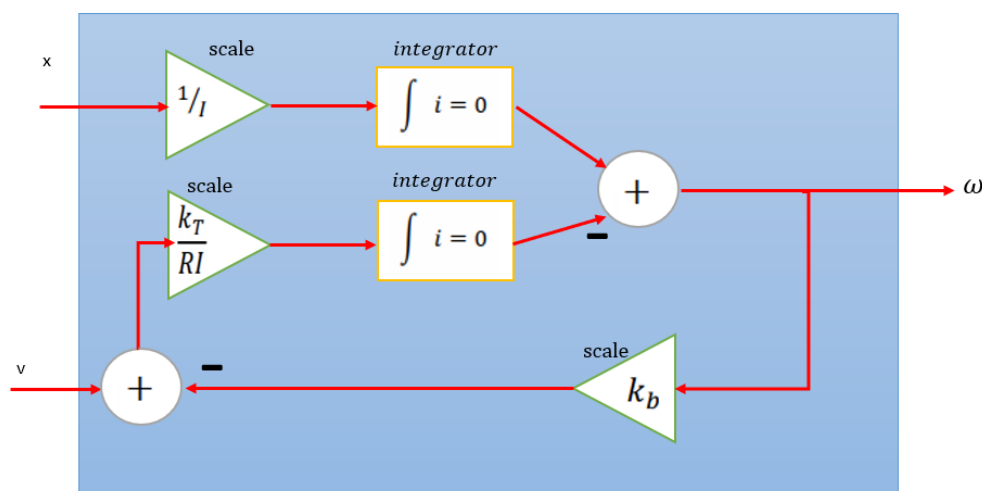 scale
integrator
x
1/I
∫ i = 0
scale
integrator
+
ω
k_T
RI
∫ i = 0
−
scale
v
+
−
k_b